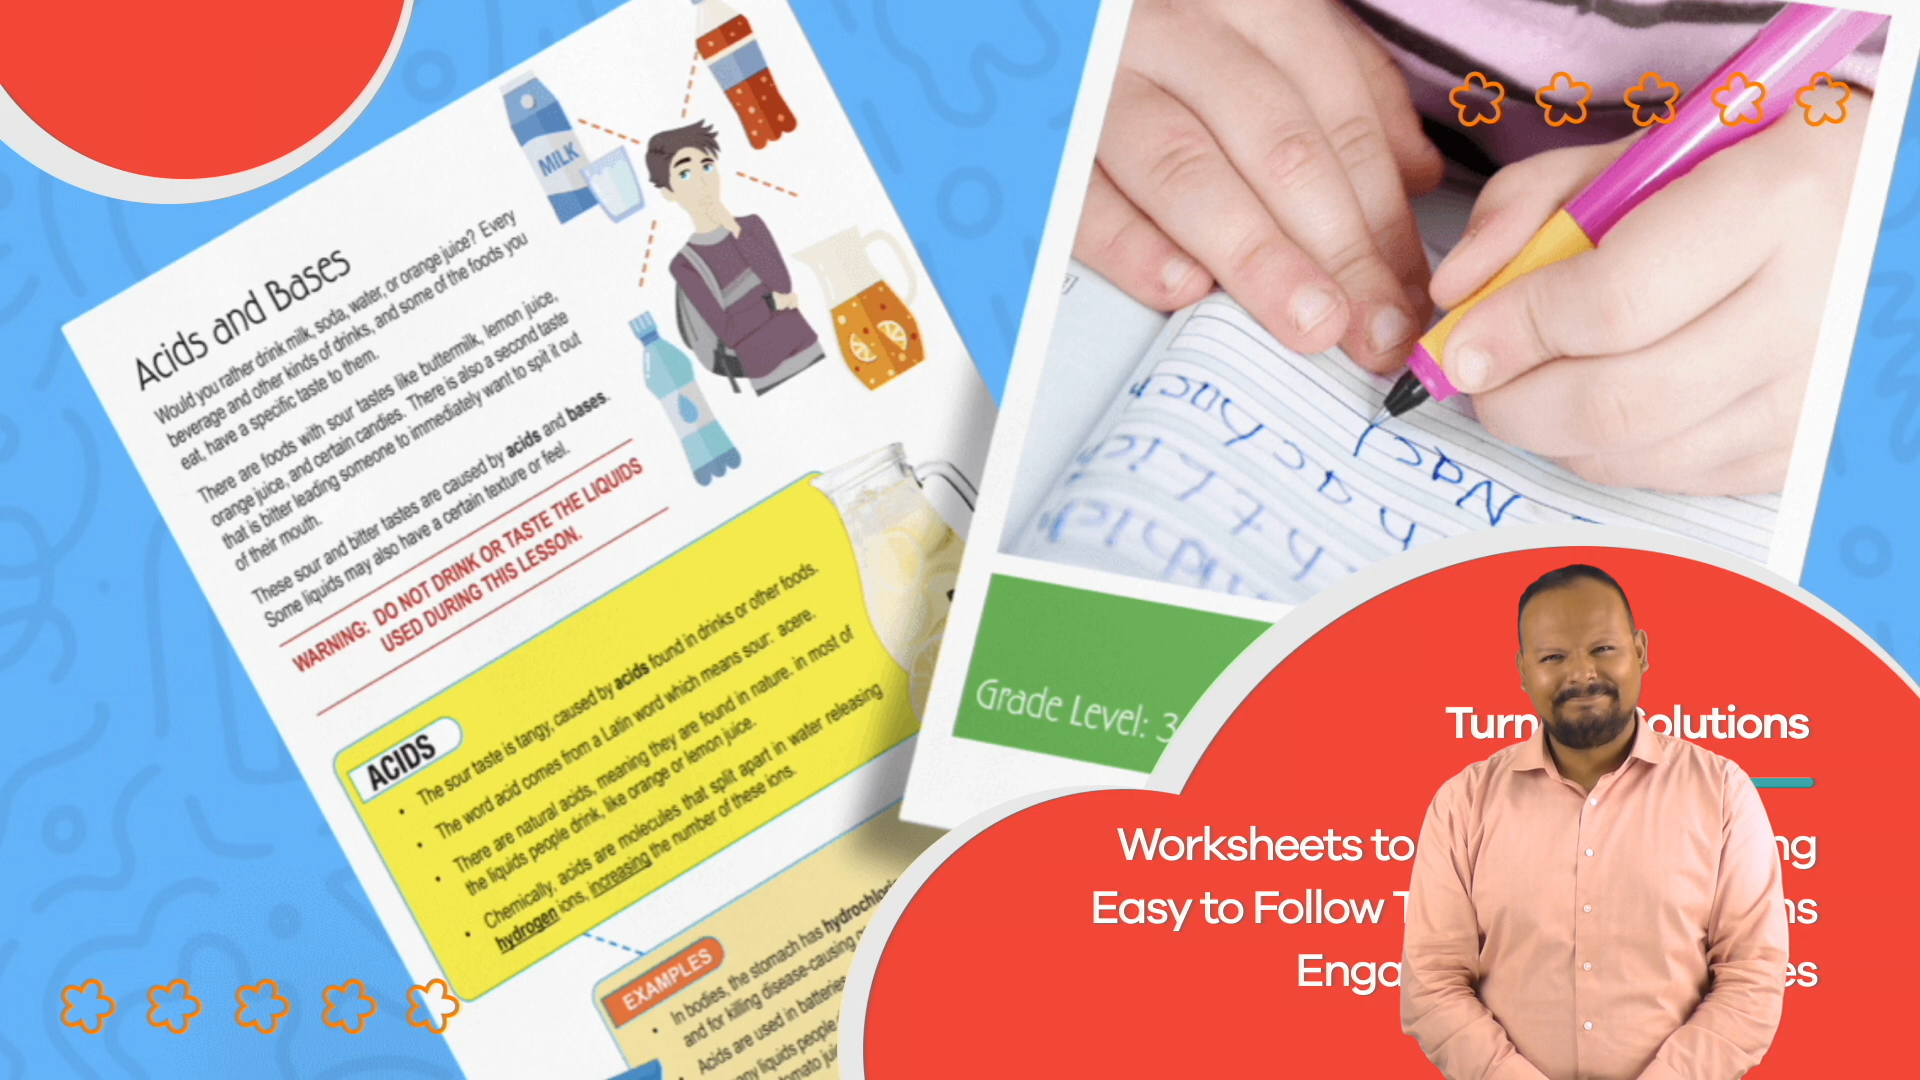 MILK
Acids and Bases
Would you rather drink milk, soda, water, or orange juice? Every
beverage and other kinds of drinks, and some of the foods you
eat, have a specific taste to them.
There are foods with sour tastes like buttermilk, lemon juice,
orange juice, and certain candies. There is also a second taste
that is bitter leading someone to immediately want to spit it out
of their mouth.
These sour and bitter tastes are caused by acids and bases.
Some liquids may also have a certain texture or feel.
WARNING: DO NOT DRINK OR TASTE THE LIQUIDS
USED DURING THIS LESSON.
ACIDS
• The sour taste is tangy, caused by acids found in drinks or other foods.
• The word acid comes from a Latin word which means sour: acere.
• There are natural acids, meaning they are found in nature. in most of
the liquids people drink, like orange or lemon juice.
• Chemically, acids are molecules that split apart in water releasing
hydrogen ions, increasing the number of these ions.
EXAMPLES
• In bodies, the stomach has
and for killing disease-causing
• Acids are used in batteries
liquids people
Grade Level: 3
Solutions
Worksheets to
Easy to Follow